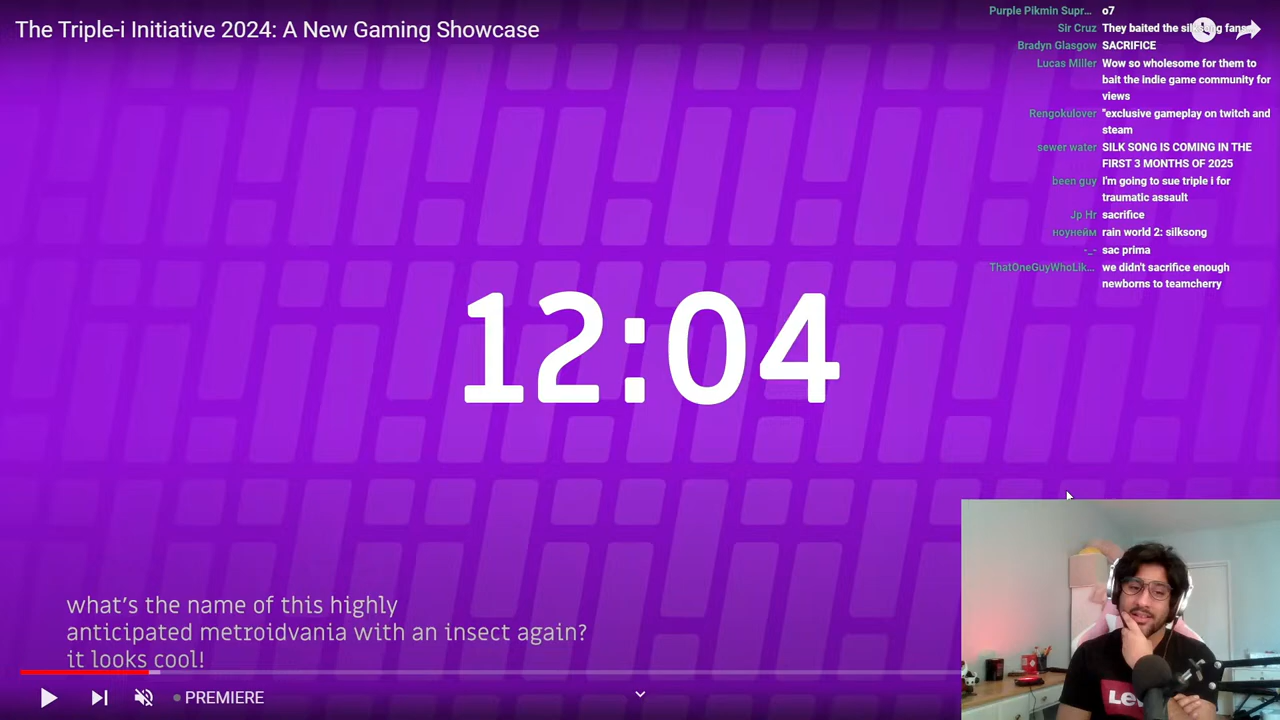 The Triple-i Initiative 2024: A New Gaming Showcase
Purple Pikmin Supr... o7
Sir Cruz They baited the silksong fans
Bradyn Glasgow SACRIFICE
Lucas MIller Wow so wholesome for them to
bait the indie game community for
views
Rengokulover "exclusive gameplay on twitch and
steam
sewer water SILK SONG IS COMING IN THE
FIRST 3 MONTHS OF 2025
been guy I'm going to sue triple i for
traumatic assault
Jp Hr sacrifice
ноунейм rain world 2: silksong
-_- sac prima
ThatOneGuyWhoLik... we didn't sacrifice enough
newborns to teamcherry
12:04
what's the name of this highly
anticipated metroidvania with an insect again?
it looks cool!
PREMIERE